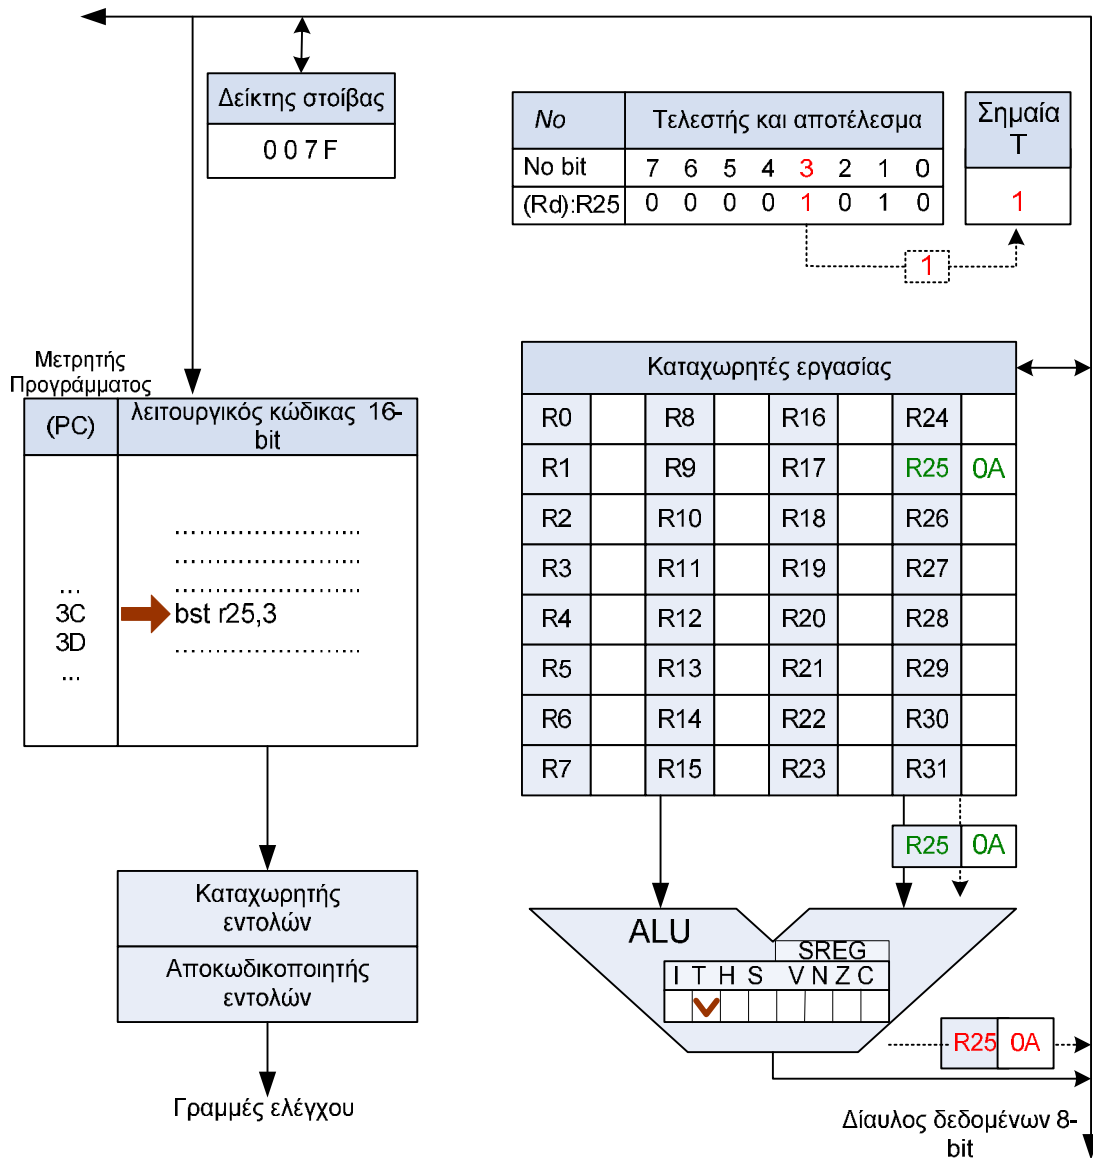 Δείκτης στοίβας
0 0 7 F
No Τελεστής και αποτέλεσμα
No bit 7 6 5 4 3 2 1 0
(Rd):R25 0 0 0 0 1 0 1 0
Σημαία
T
1
1
Μετρητής
Προγράμματος
(PC)
λειτουργικός κώδικας 16-
bit
........................
........................
... ........................
3C bst r25,3
3D ........................
...
Καταχωρητές εργασίας
R0 R8 R16 R24
R1 R9 R17 R25 0A
R2 R10 R18 R26
R3 R11 R19 R27
R4 R12 R20 R28
R5 R13 R21 R29
R6 R14 R22 R30
R7 R15 R23 R31
R25 0A
Καταχωρητής
εντολών
Αποκωδικοποιητής
εντολών
Γραμμές ελέγχου
ALU
SREG
I T H S V N Z C
R25 0A
Δίαυλος δεδομένων 8-
bit